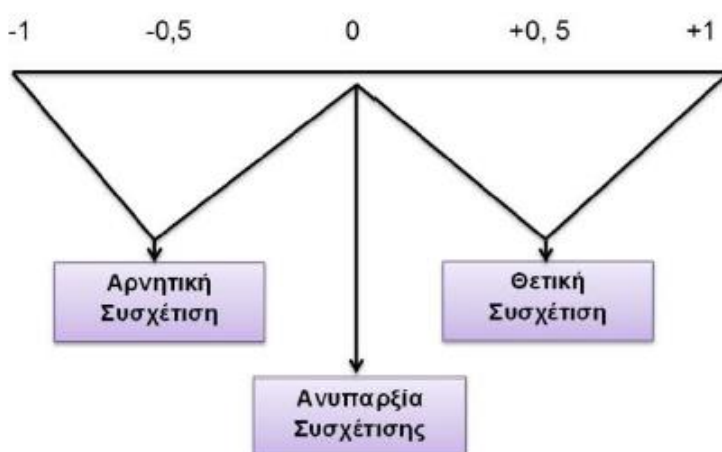 -1 -0,5 0 +0, 5 +1
Αρνητική
Συσχέτιση
Θετική
Συσχέτιση
Ανυπαρξία
Συσχέτισης